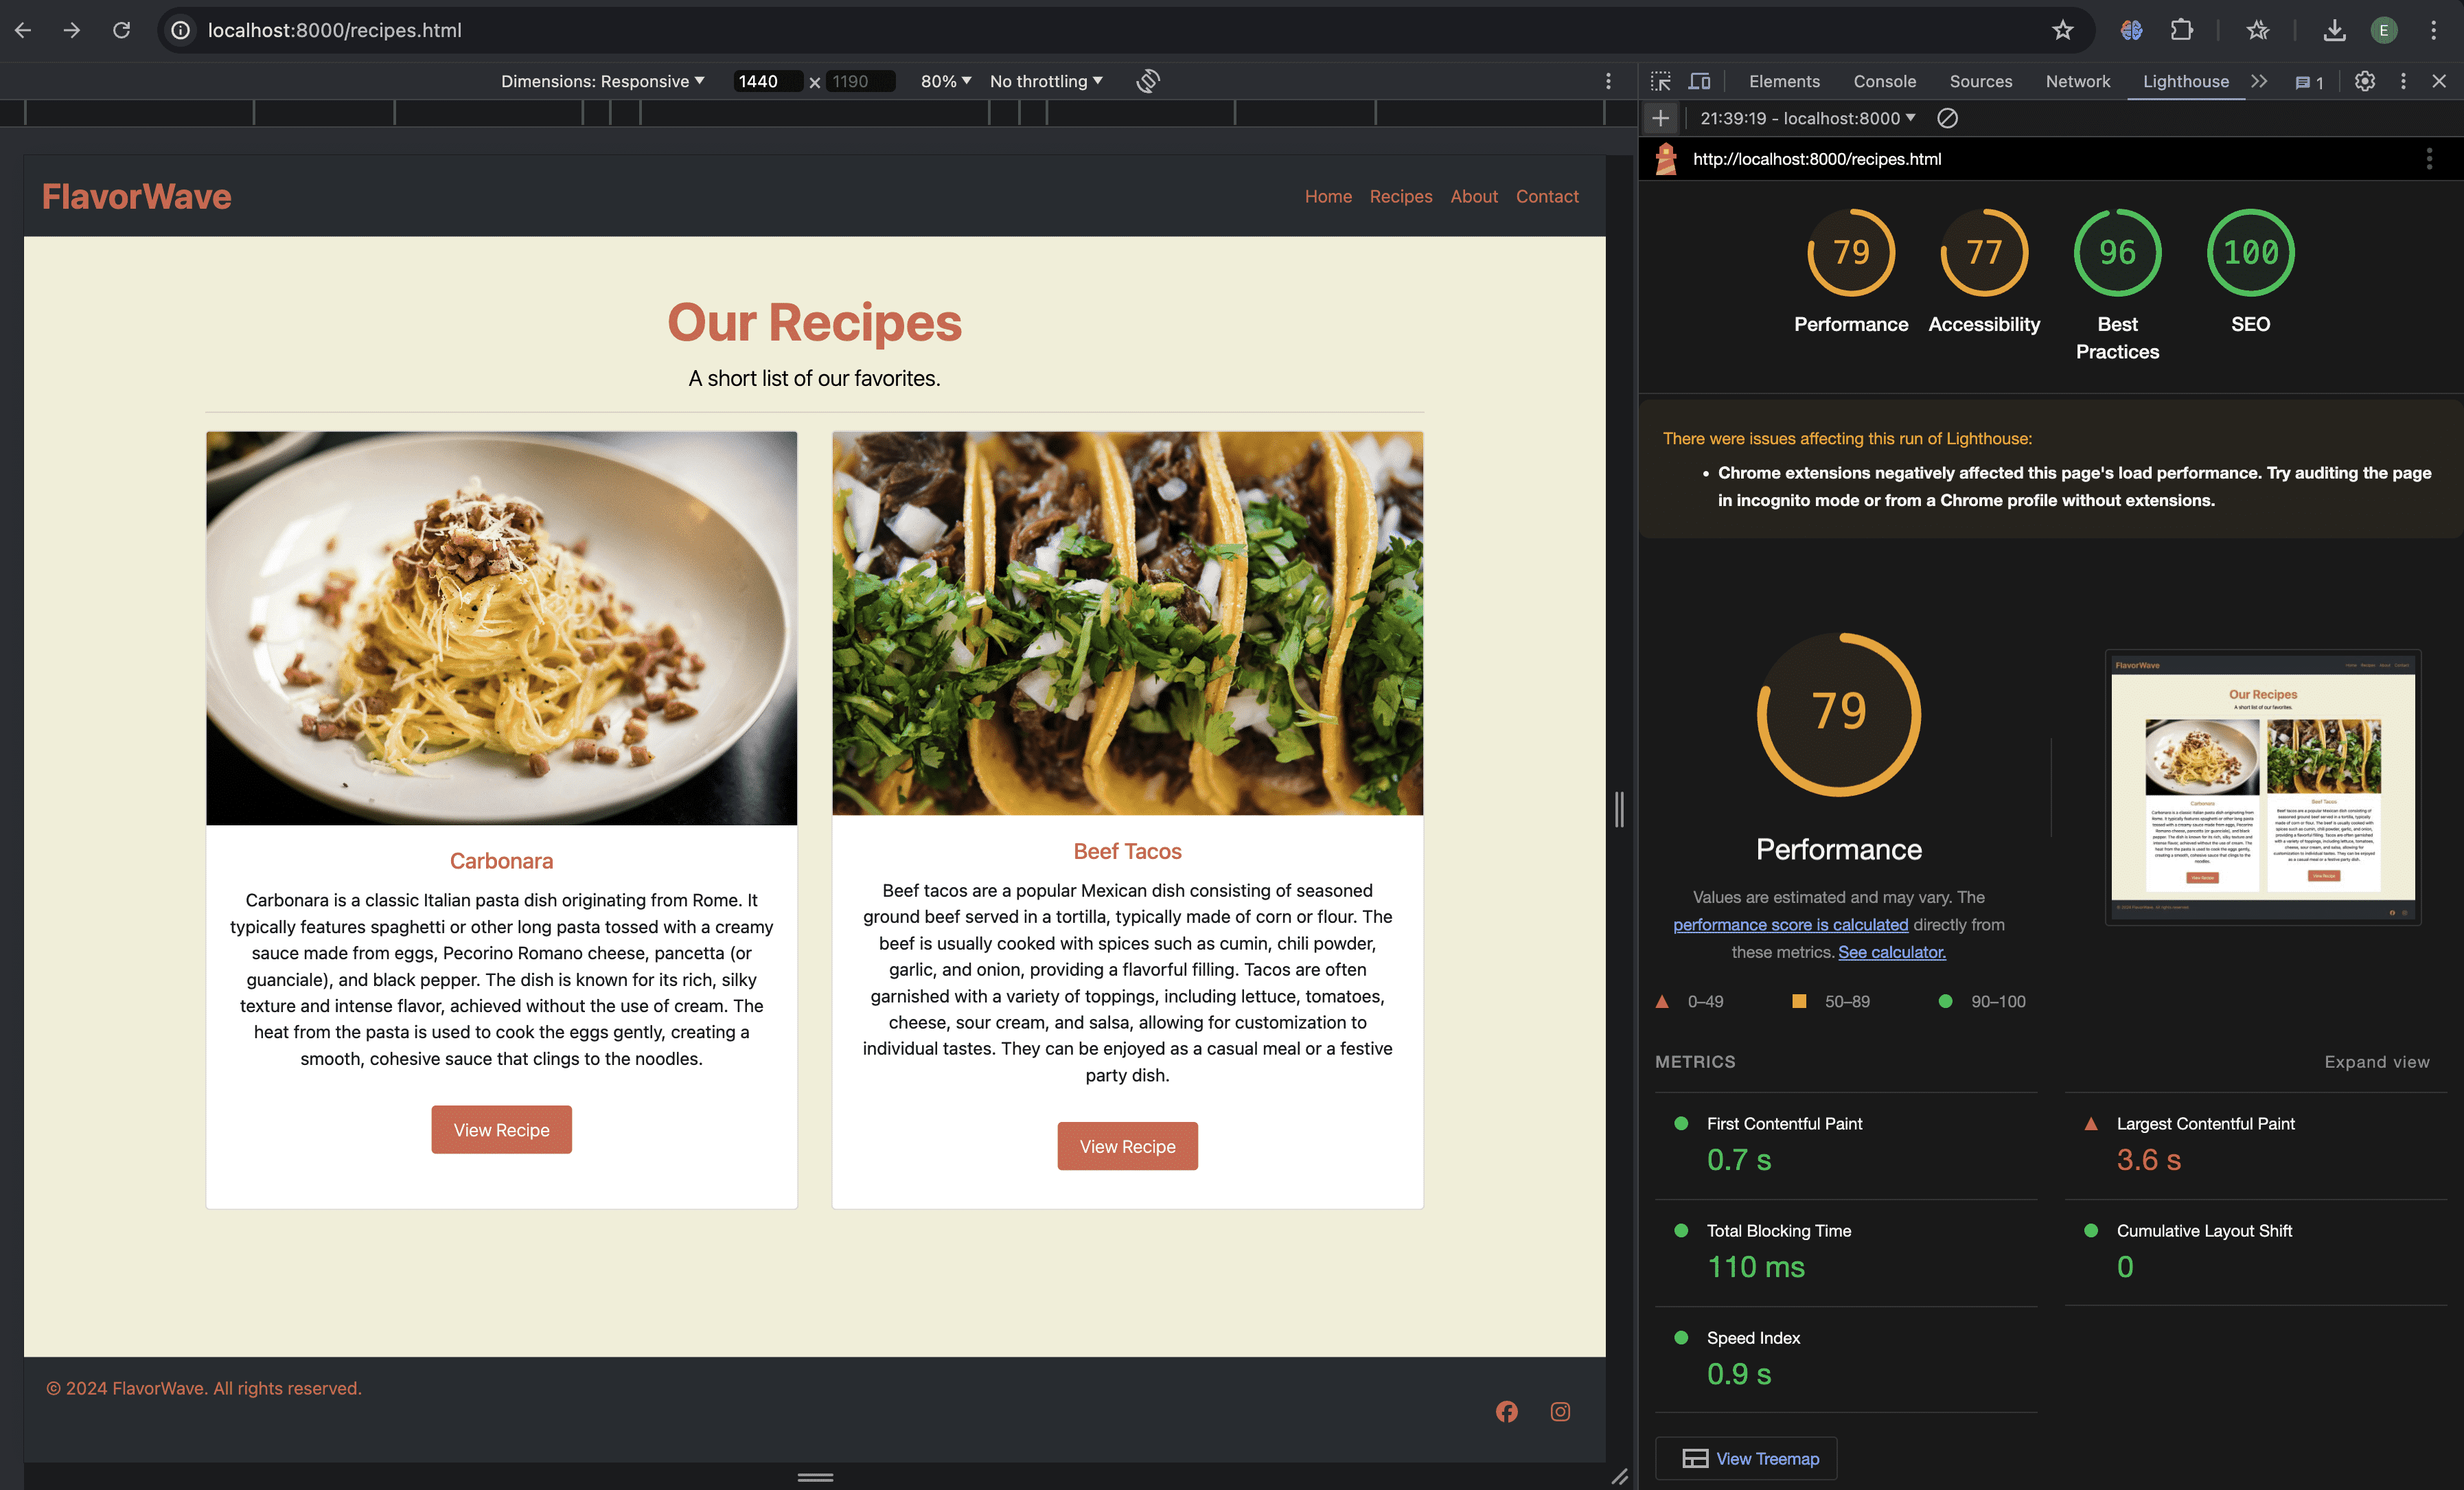 localhost:8000/recipes.html
E
Dimensions: Responsive
1440 x 1190
80%
No throttling
Elements
Console
Sources
Network
Lighthouse
1
21:39:19 - localhost:8000
http://localhost:8000/recipes.html
FlavorWave
Home
Recipes
About
Contact
Our Recipes
A short list of our favorites.
Carbonara
Carbonara is a classic Italian pasta dish originating from Rome. It
typically features spaghetti or other long pasta tossed with a creamy
sauce made from eggs, Pecorino Romano cheese, pancetta (or
guanciale), and black pepper. The dish is known for its rich, silky
texture and intense flavor, achieved without the use of cream. The
heat from the pasta is used to cook the eggs gently, creating a
smooth, cohesive sauce that clings to the noodles.
View Recipe
Beef Tacos
Beef tacos are a popular Mexican dish consisting of seasoned
ground beef served in a tortilla, typically made of corn or flour. The
beef is usually cooked with spices such as cumin, chili powder,
garlic, and onion, providing a flavorful filling. Tacos are often
garnished with a variety of toppings, including lettuce, tomatoes,
cheese, sour cream, and salsa, allowing for customization to
individual tastes. They can be enjoyed as a casual meal or a festive
party dish.
View Recipe
© 2024 FlavorWave. All rights reserved.
79
Performance
77
Accessibility
96
Best
Practices
100
SEO
There were issues affecting this run of Lighthouse:
• Chrome extensions negatively affected this page's load performance. Try auditing the page
in incognito mode or from a Chrome profile without extensions.
79
Performance
Values are estimated and may vary. The
performance score is calculated directly from
these metrics. See calculator.
0–49
50–89
90–100
FlavorWave
Our Recipes
A short list of our favorites.
Carbonara
Beef Tacos
View Recipe
View Recipe
METRICS
Expand view
First Contentful Paint
0.7 s
Largest Contentful Paint
3.6 s
Total Blocking Time
110 ms
Cumulative Layout Shift
0
Speed Index
0.9 s
View Treemap